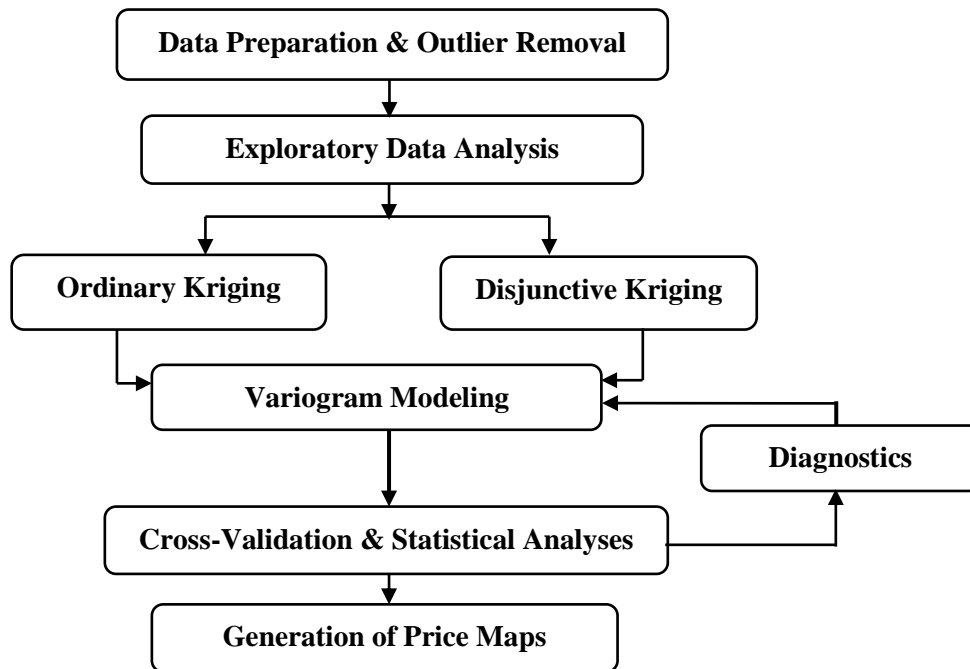 Data Preparation & Outlier Removal
Exploratory Data Analysis
Ordinary Kriging
Disjunctive Kriging
Variogram Modeling
Diagnostics
Cross-Validation & Statistical Analyses
Generation of Price Maps